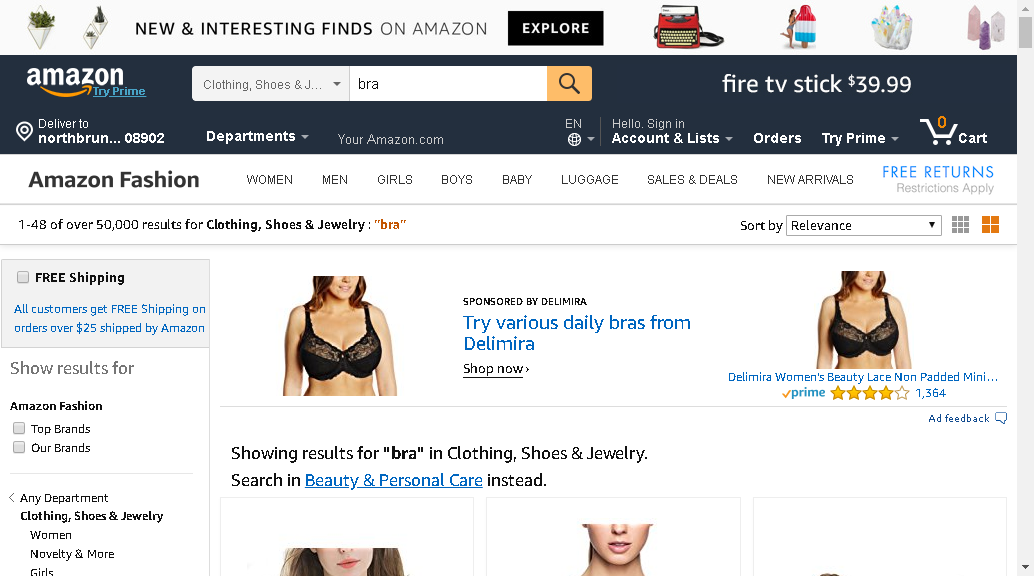 NEW & INTERESTING FINDS ON AMAZON EXPLORE
amazon
Try Prime
Clothing, Shoes & J...
bra
fire tv stick $39.99
Deliver to
northbrun... 08902
Departments
Your Amazon.com
EN
Hello. Sign in
Account & Lists
Orders
Try Prime
0
Cart
Amazon Fashion
WOMEN
MEN
GIRLS
BOYS
BABY
LUGGAGE
SALES & DEALS
NEW ARRIVALS
FREE RETURNS
Restrictions Apply
1-48 of over 50,000 results for Clothing, Shoes & Jewelry : "bra"
Sort by Relevance
FREE Shipping
All customers get FREE Shipping on
orders over $25 shipped by Amazon
Show results for
Amazon Fashion
Top Brands
Our Brands
Any Department
Clothing, Shoes & Jewelry
Women
Novelty & More
Girls
SPONSORED BY DELIMIRA
Try various daily bras from
Delimira
Shop now ›
Delimira Women's Beauty Lace Non Padded Mini...
prime 1,364
Ad feedback
Showing results for "bra" in Clothing, Shoes & Jewelry.
Search in Beauty & Personal Care instead.